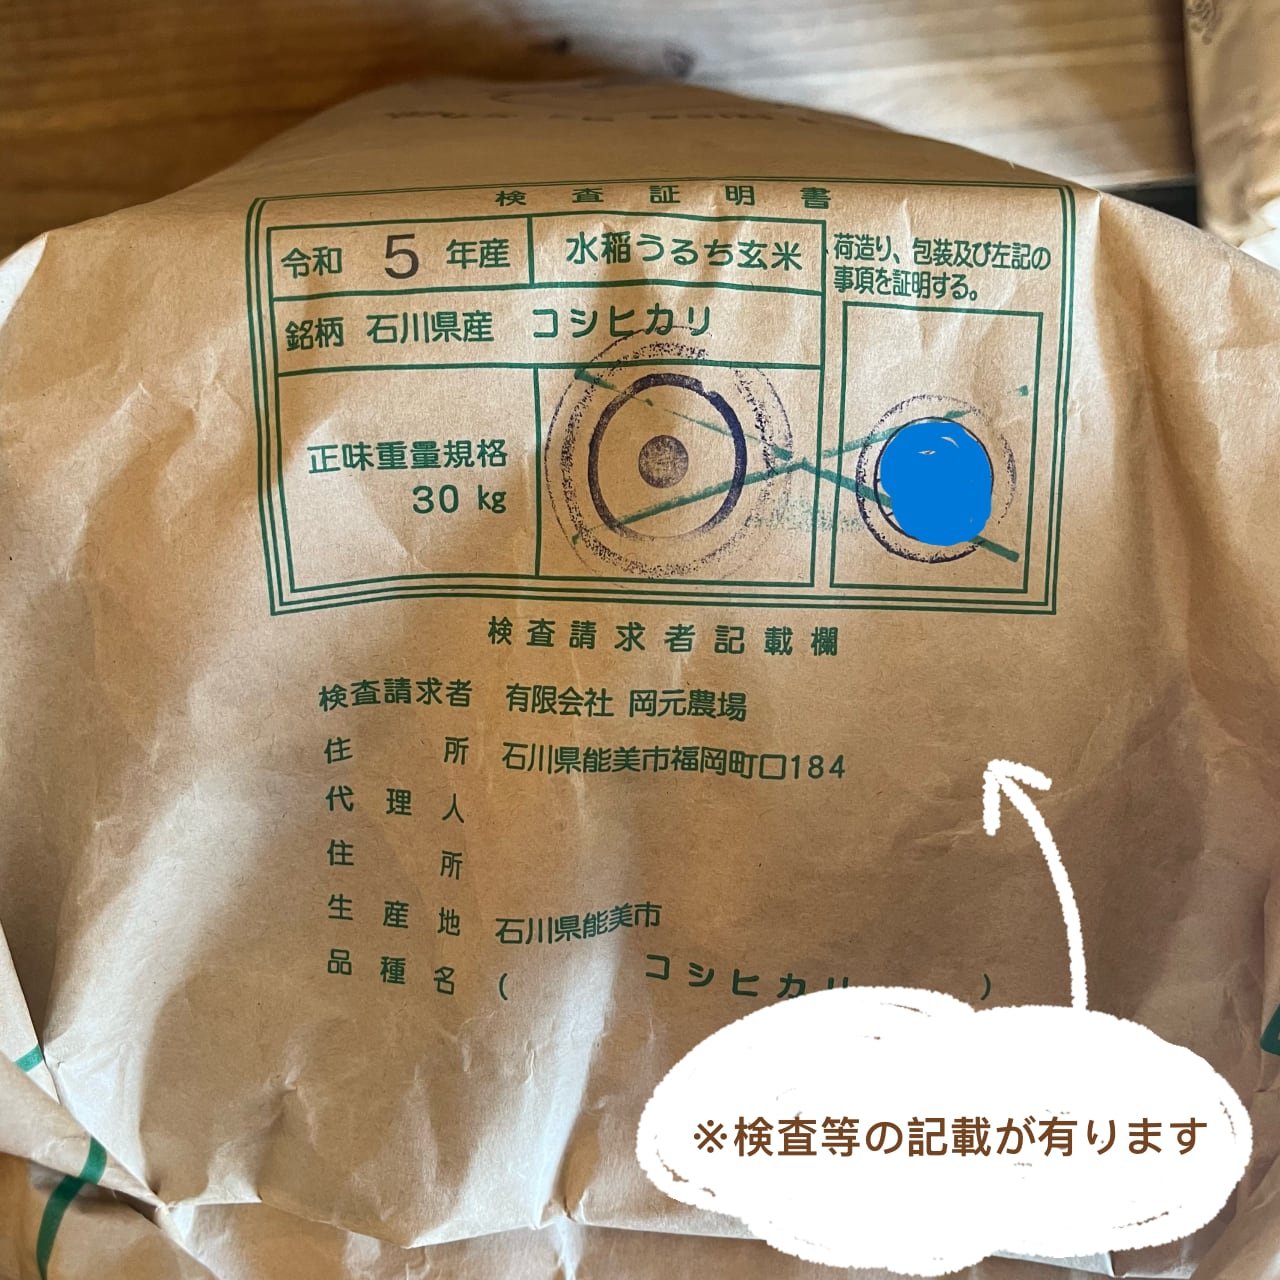 検査証明書
令和 5 年産 水稲うるち玄米
荷造り、包装及び左記の
事項を証明する。
銘柄 石川県産 コシヒカリ
正味重量規格
30 kg
検査請求者記載欄
検査請求者 有限会社 岡元農場
住所 石川県能美市福岡町口184
代理人
住所
生産地 石川県能美市
品種名 ( コシヒカリ )
※検査等の記載が有ります